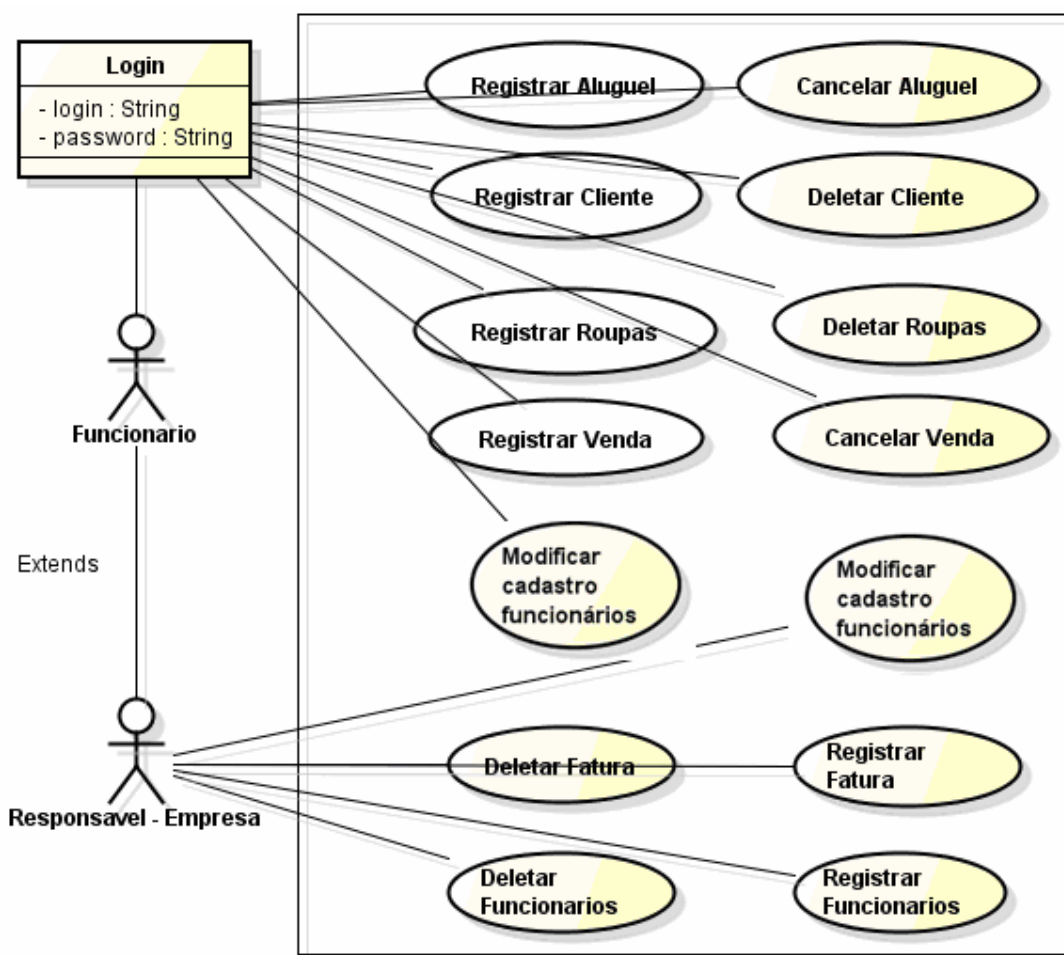 Login
- login : String
- password : String
Registrar Aluguel
Cancelar Aluguel
Registrar Cliente
Deletar Cliente
Registrar Roupas
Deletar Roupas
Funcionario
Registrar Venda
Cancelar Venda
Extends
Modificar
cadastro
funcionários
Modificar
cadastro
funcionários
Responsavel - Empresa
Deletar Fatura
Registrar
Fatura
Deletar
Funcionarios
Registrar
Funcionarios